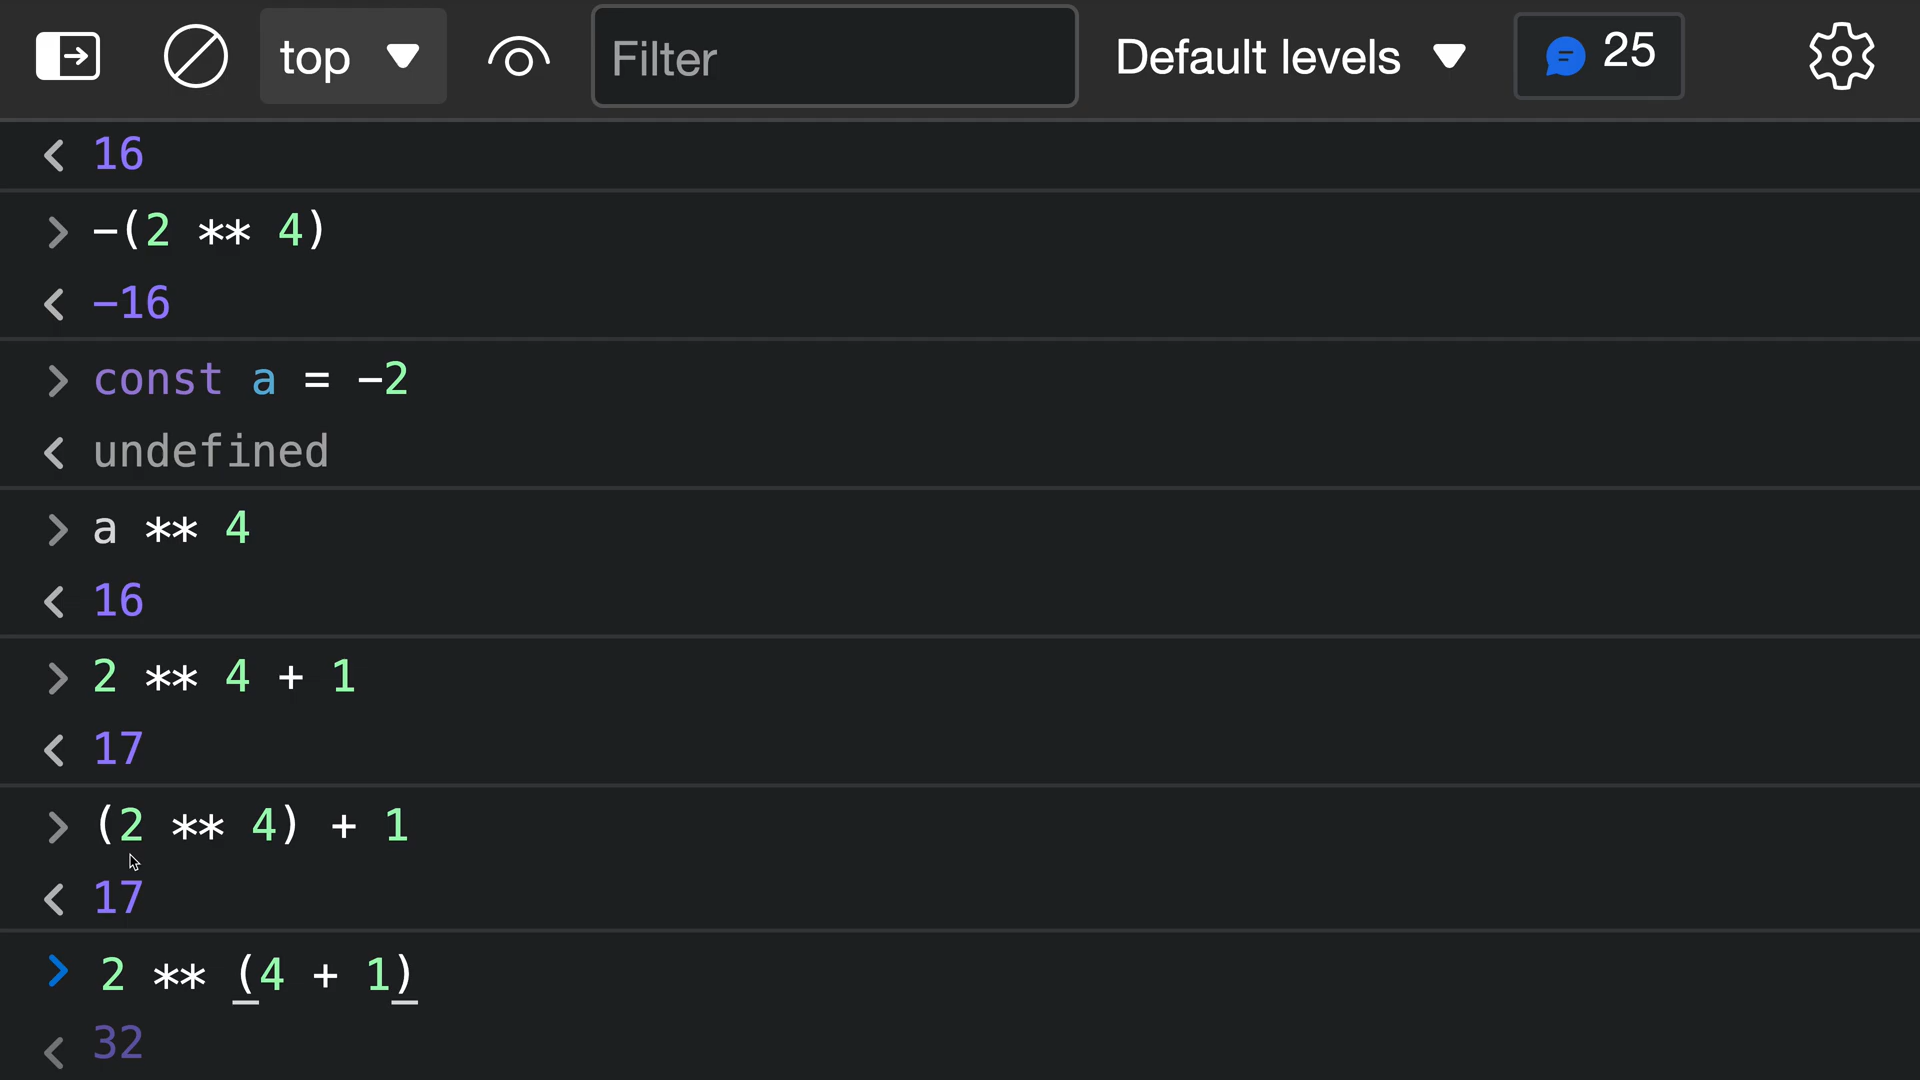 top Filter Default levels 25
16
-(2 ** 4)
-16
const a = -2
undefined
a ** 4
16
2 ** 4 + 1
17
(2 ** 4) + 1
17
2 ** (4 + 1)
32